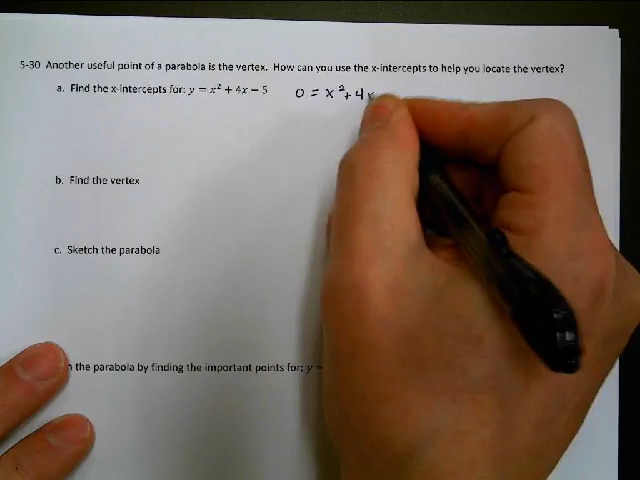 5-30 Another useful point of a parabola is the vertex. How can you use the x-intercepts to help you locate the vertex?
a. Find the x-intercepts for: y = x² + 4x – 5 0 = x² + 4x
b. Find the vertex
c. Sketch the parabola
the parabola by finding the important points for: y =